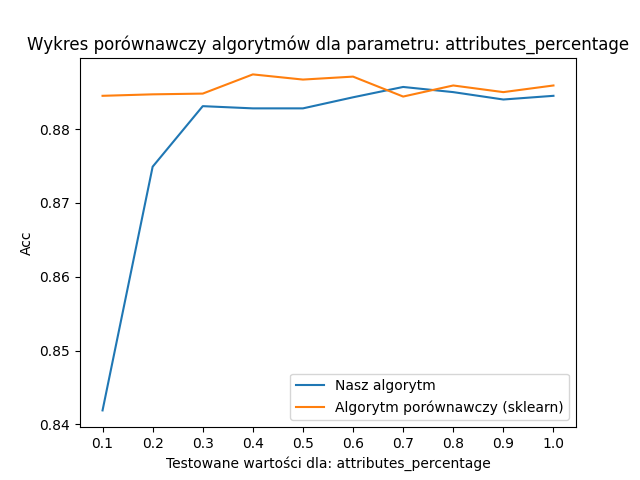 Wykres porównawczy algorytmów dla parametru: attributes_percentage
0.88
0.87
0.86
0.85
0.84
Acc
0.1 0.2 0.3 0.4 0.5 0.6 0.7 0.8 0.9 1.0
Testowane wartości dla: attributes_percentage
Nasz algorytm
Algorytm porównawczy (sklearn)